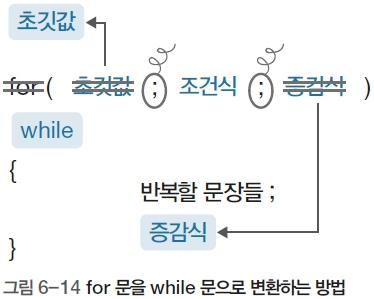 초깃값
for ( 초깃값 ; 조건식 ; 증감식 )
while
{
반복할 문장들 ;
증감식
}
그림 6-14 for 문을 while 문으로 변환하는 방법